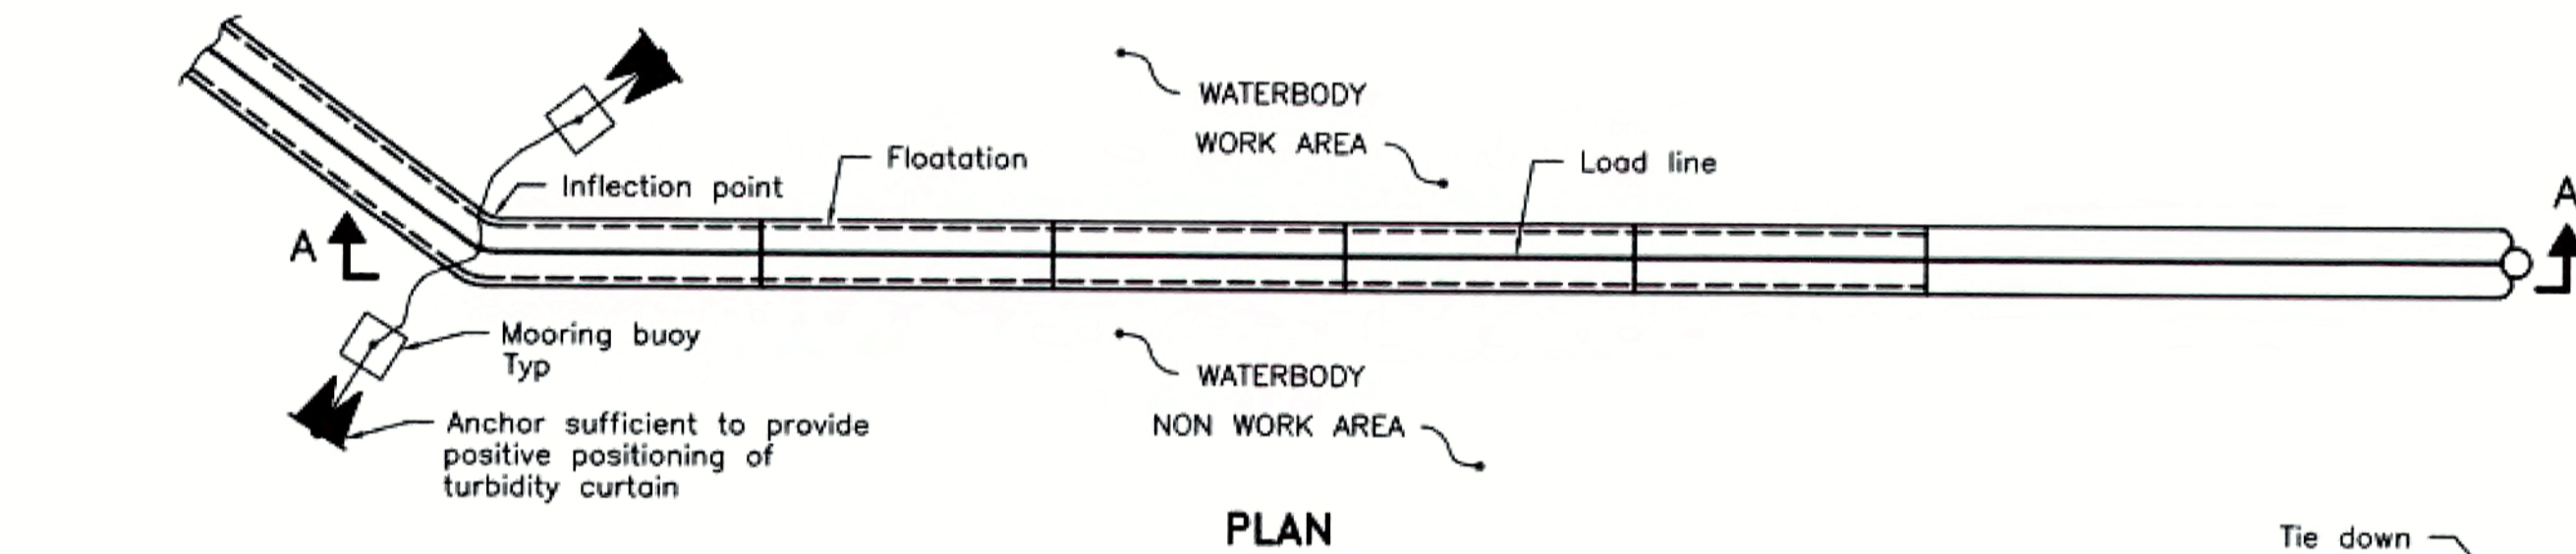 WATERBODY
WORK AREA
Floatation
Load line
Inflection point
A
A
Mooring buoy
Typ
WATERBODY
NON WORK AREA
Anchor sufficient to provide
positive positioning of
turbidity curtain
PLAN
Tie down